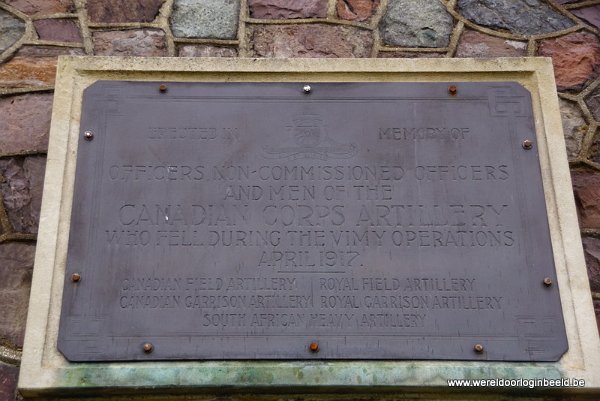 ERECTED IN MEMORY OF
OFFICERS, NON-COMMISSIONED OFFICERS
AND MEN OF THE
CANADIAN CORPS ARTILLERY
WHO FELL DURING THE VIMY OPERATIONS
APRIL 1917.
CANADIAN FIELD ARTILLERY ROYAL FIELD ARTILLERY
CANADIAN GARRISON ARTILLERY ROYAL GARRISON ARTILLERY
SOUTH AFRICAN HEAVY ARTILLERY
www.wereldoorloginbeeld.be